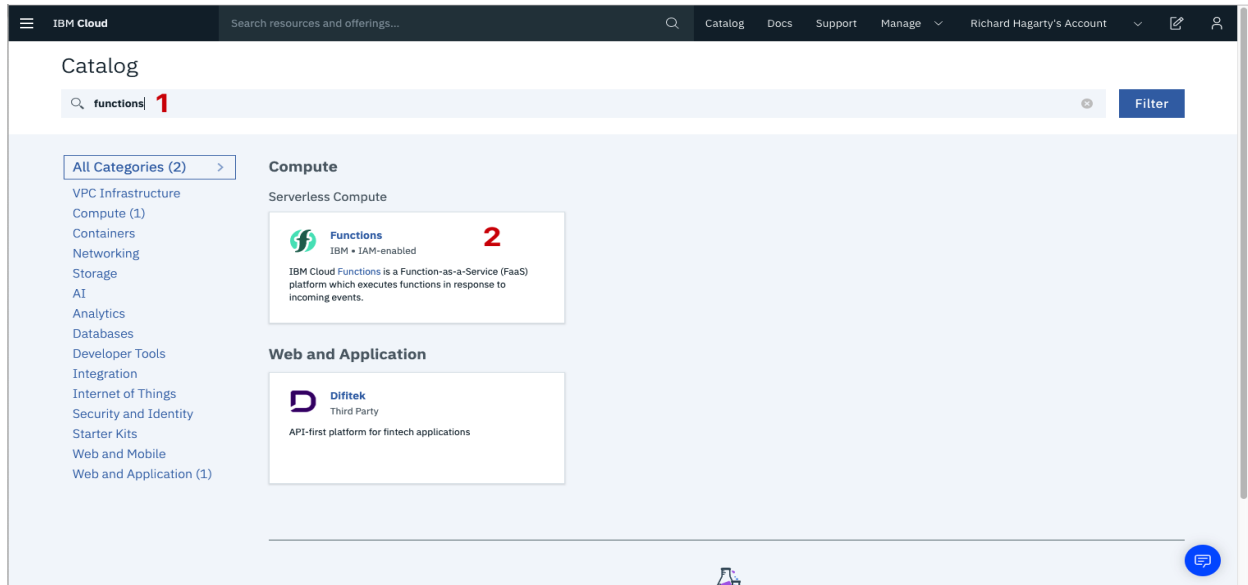 IBM Cloud
Search resources and offerings...
Catalog
Docs
Support
Manage
Richard Hagarty's Account
Catalog
functions 1
Filter
All Categories (2)
VPC Infrastructure
Compute (1)
Containers
Networking
Storage
AI
Analytics
Databases
Developer Tools
Integration
Internet of Things
Security and Identity
Starter Kits
Web and Mobile
Web and Application (1)
Compute
Serverless Compute
Functions 2
IBM • IAM-enabled
IBM Cloud Functions is a Function-as-a-Service (FaaS)
platform which executes functions in response to
incoming events.
Web and Application
Difitek
Third Party
API-first platform for fintech applications